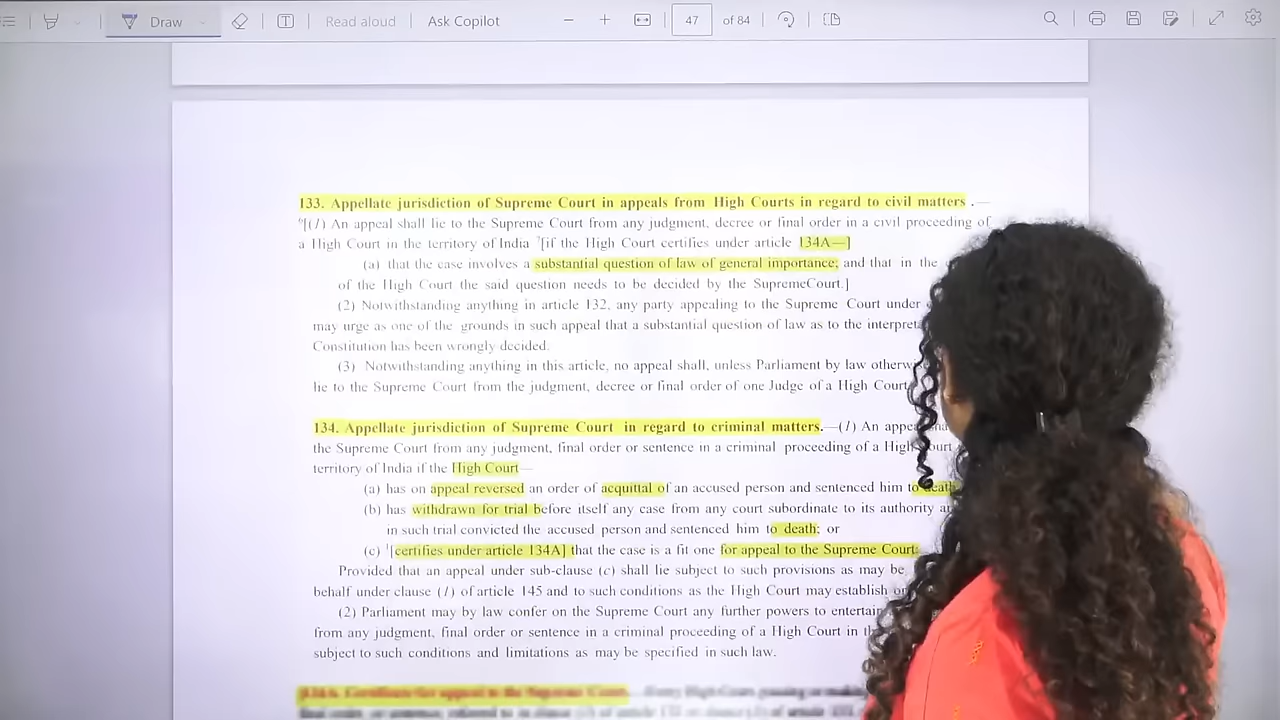 Draw
Read aloud
Ask Copilot
47 of 84
133. Appellate jurisdiction of Supreme Court in appeals from High Courts in regard to civil matters .—
6[(1) An appeal shall lie to the Supreme Court from any judgment, decree or final order in a civil proceeding of
a High Court in the territory of India 7[if the High Court certifies under article 134A—]
(a) that the case involves a substantial question of law of general importance; and that in the
of the High Court the said question needs to be decided by the SupremeCourt.]
(2) Notwithstanding anything in article 132, any party appealing to the Supreme Court under
may urge as one of the grounds in such appeal that a substantial question of law as to the
Constitution has been wrongly decided.
(3) Notwithstanding anything in this article, no appeal shall, unless Parliament by law
lie to the Supreme Court from the judgment, decree or final order of one Judge of a High Court
134. Appellate jurisdiction of Supreme Court in regard to criminal matters.—(1) An
the Supreme Court from any judgment, final order or sentence in a criminal proceeding of a High
territory of India if the High Court—
(a) has on appeal reversed an order of acquittal of an accused person and sentenced him to death
(b) has withdrawn for trial before itself any case from any court subordinate to its authority
in such trial convicted the accused person and sentenced him to death; or
(c) 1[certifies under article 134A] that the case is a fit one for appeal to the Supreme Court:
Provided that an appeal under sub-clause (c) shall lie subject to such provisions as may be
behalf under clause (1) of article 145 and to such conditions as the High Court may establish or
(2) Parliament may by law confer on the Supreme Court any further powers to entertain
from any judgment, final order or sentence in a criminal proceeding of a High Court in
subject to such conditions and limitations as may be specified in such law.
134A. Certificate for appeal to the Supreme Court